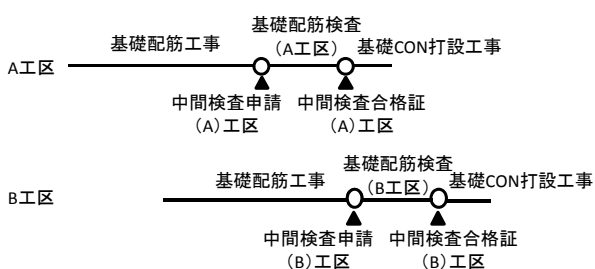 基礎配筋検査
基礎配筋工事
（A工区）
基礎CON打設工事
A工区
中間検査申請
中間検査合格証
（A）工区
（A）工区
基礎配筋検査
基礎配筋工事
（B工区）
基礎CON打設工事
B工区
中間検査申請
中間検査合格証
（B）工区
（B）工区